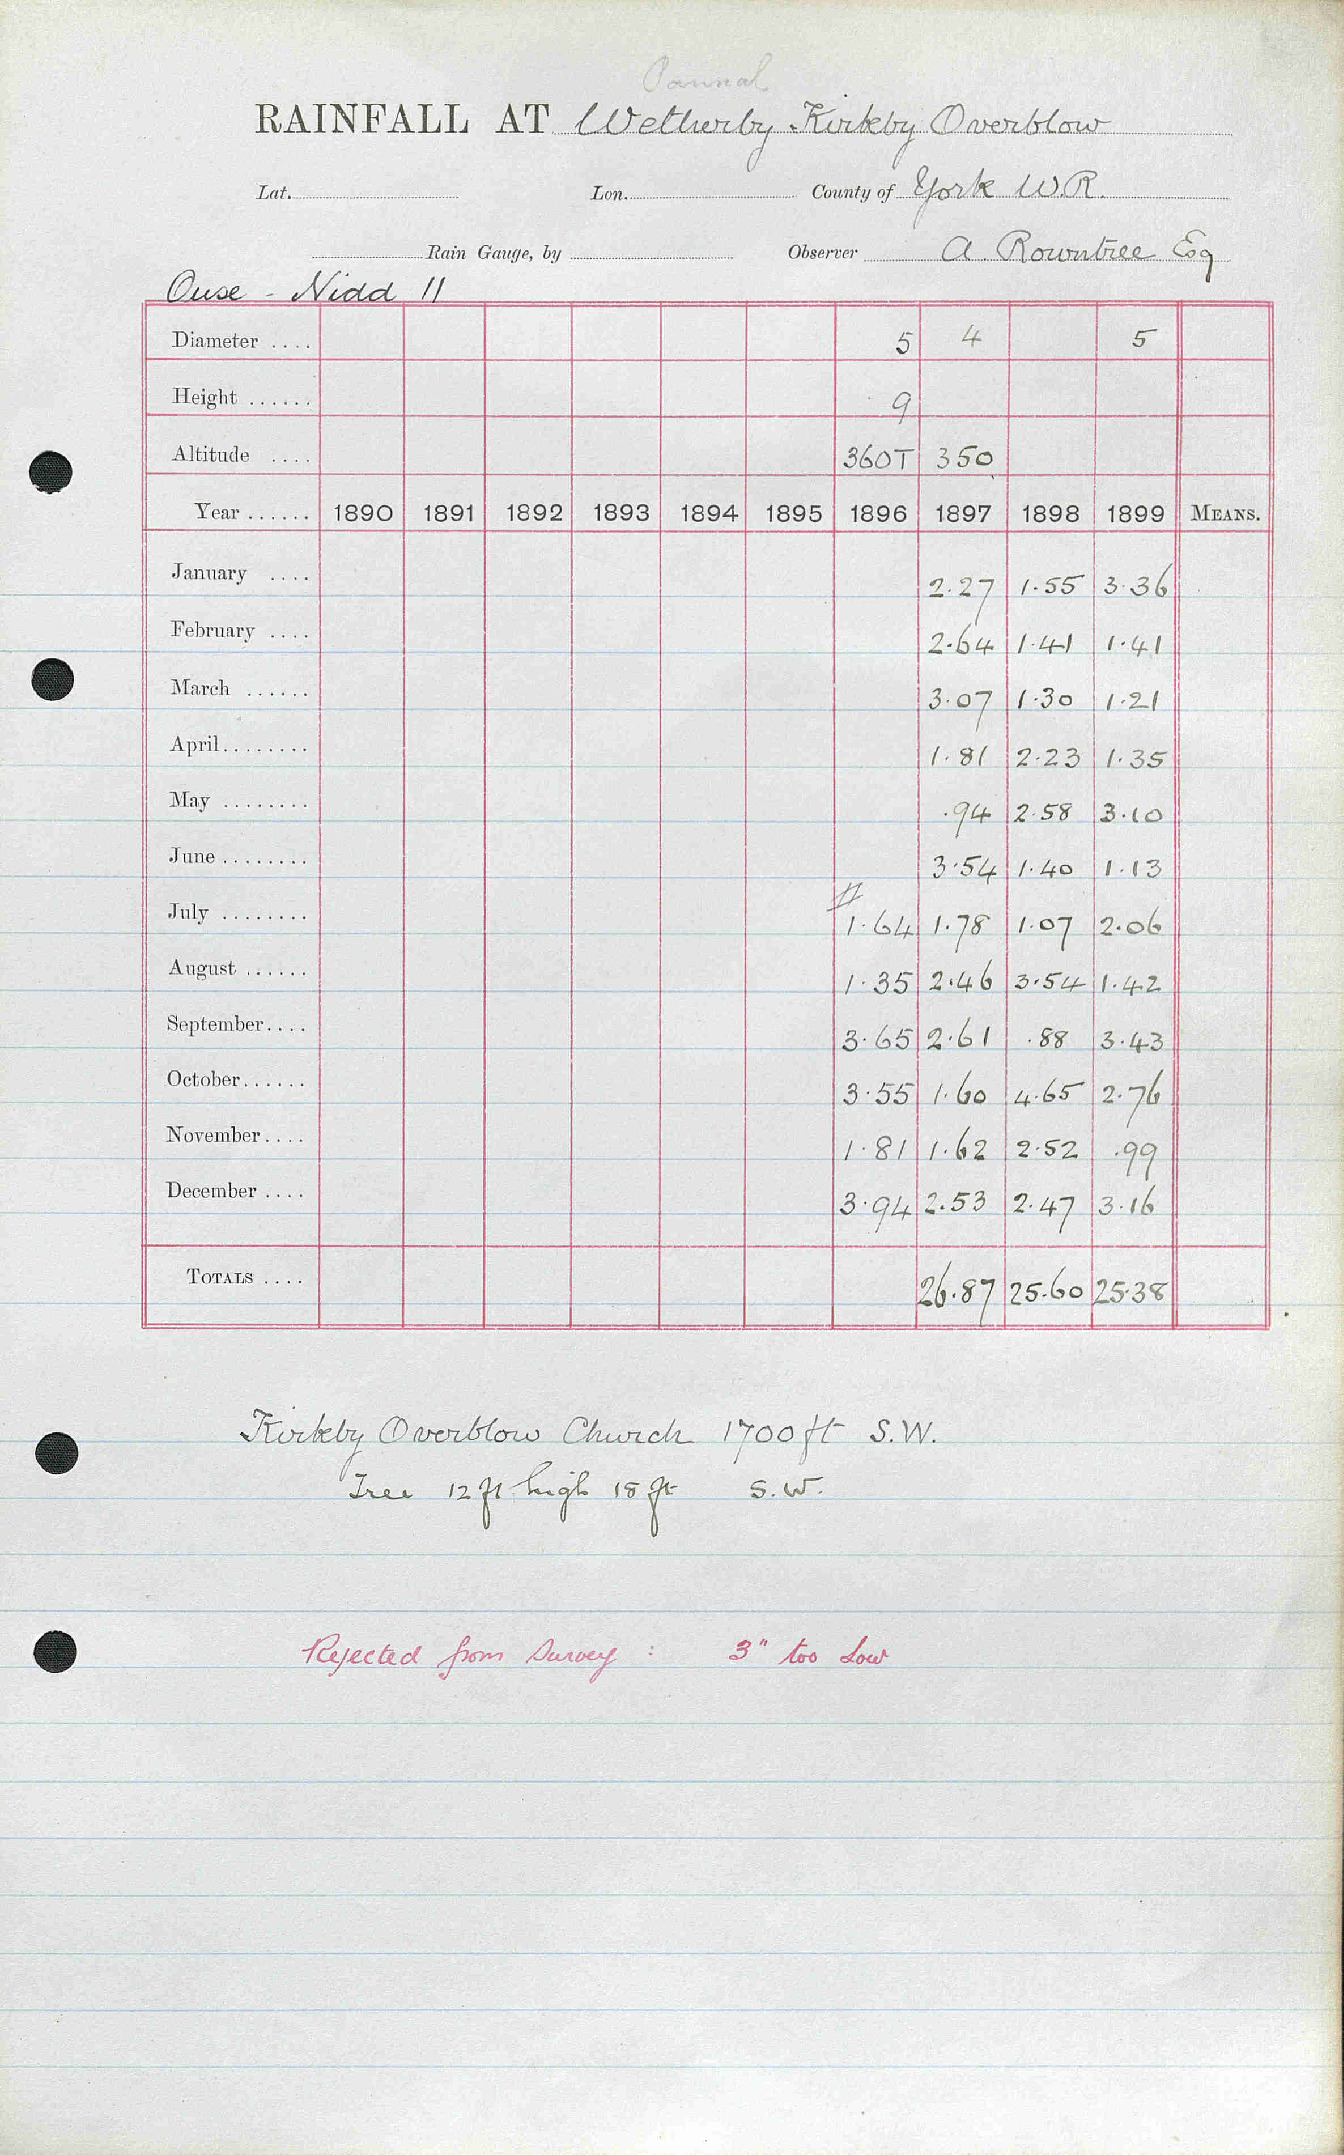 Pannal
RAINFALL AT Wetherby Kirkby Overblow
Lat. Lon. County of York W.R.
Rain Gauge, by Observer A Rowntree Esq
Ouse - Nidd 11
Diameter .... 5 4 5
Height ...... 9
Altitude .... 360T 350
Year ...... 1890 1891 1892 1893 1894 1895 1896 1897 1898 1899 MEANS.
January .... 2.27 1.55 3.36
February .... 2.64 1.41 1.41
March ...... 3.07 1.30 1.21
April ........ 1.81 2.23 1.35
May ........ .94 2.58 3.10
June ........ 3.54 1.40 1.13
July ........ 1.64 1.78 1.07 2.06
August ...... 1.35 2.46 3.54 1.42
September .... 3.65 2.61 .88 3.43
October ...... 3.55 1.60 4.65 2.76
November .... 1.81 1.62 2.52 .99
December .... 3.94 2.53 2.47 3.16
TOTALS .... 26.87 25.60 25.38
Kirkby Overblow Church 1700 ft S.W.
Tree 12 ft high 18 ft S.W.
Rejected from Survey : 3" too low